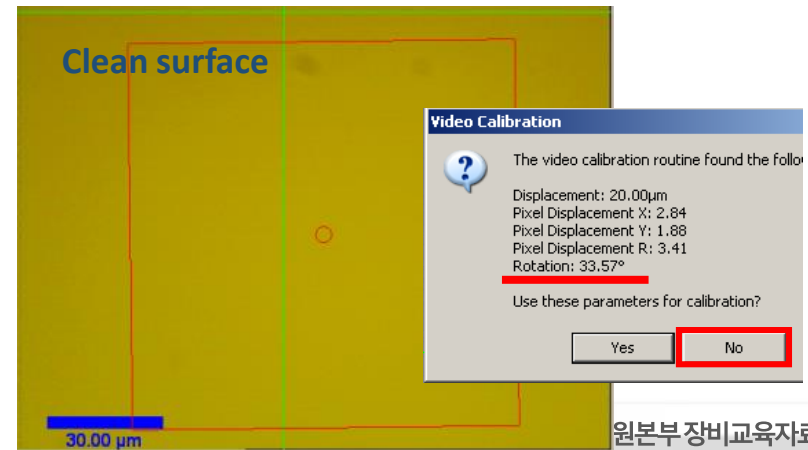 Clean surface
Video Calibration
The video calibration routine found the follo
Displacement: 20.00µm
Pixel Displacement X: 2.84
Pixel Displacement Y: 1.88
Pixel Displacement R: 3.41
Rotation: 33.57°
Use these parameters for calibration?
Yes
No
30.00 µm
원본부 장비교육자료